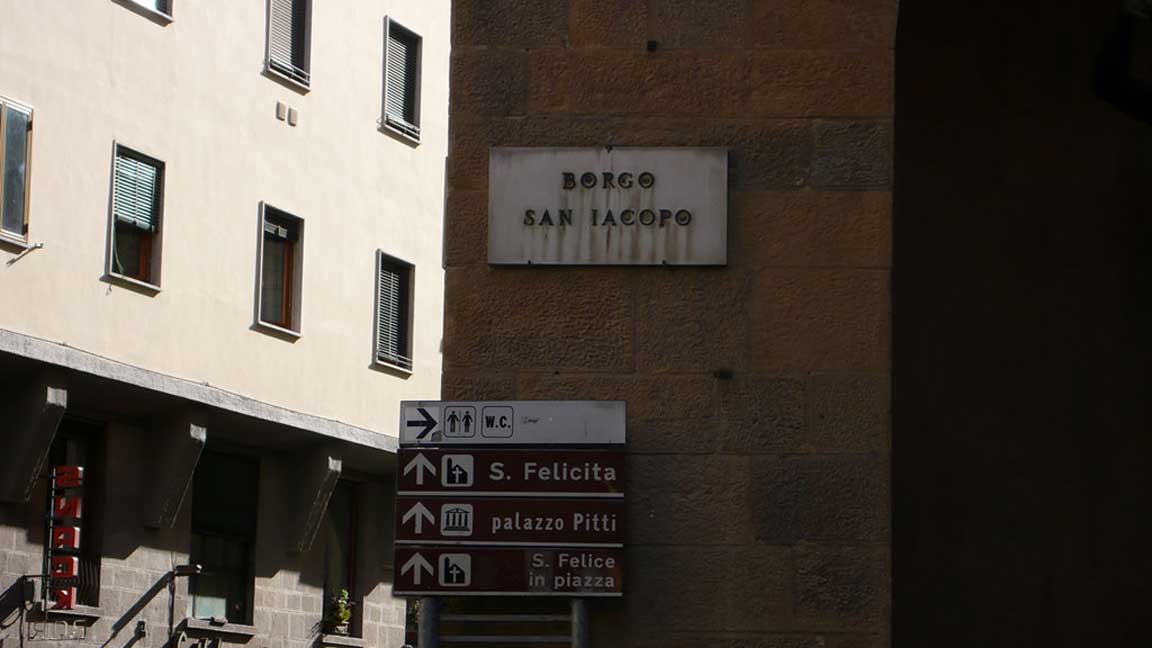 BORGO
SAN IACOPO
W.C.
S. Felicita
palazzo Pitti
S. Felice
in piazza